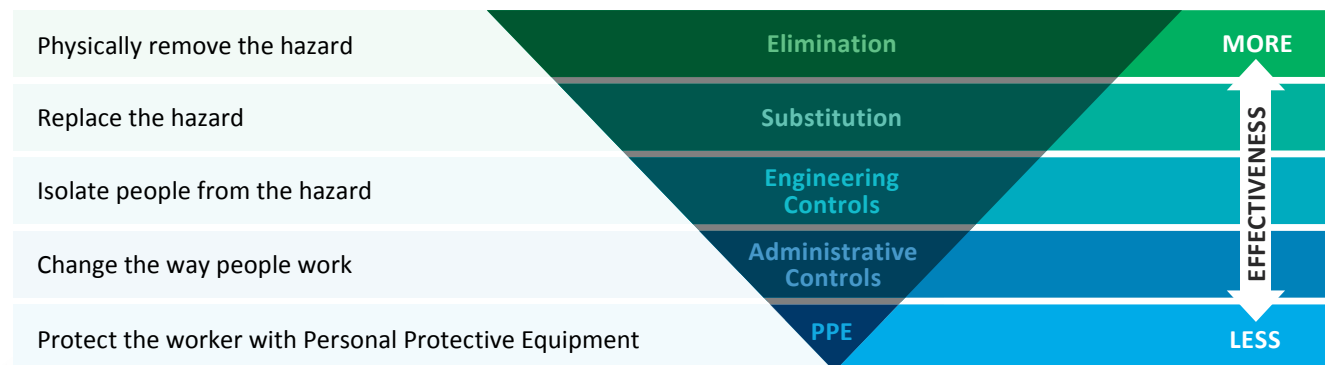 Physically remove the hazard
Elimination
MORE
Replace the hazard
Substitution
Isolate people from the hazard
Engineering
Controls
Change the way people work
Administrative
Controls
Protect the worker with Personal Protective Equipment
PPE
LESS
EFFECTIVENESS